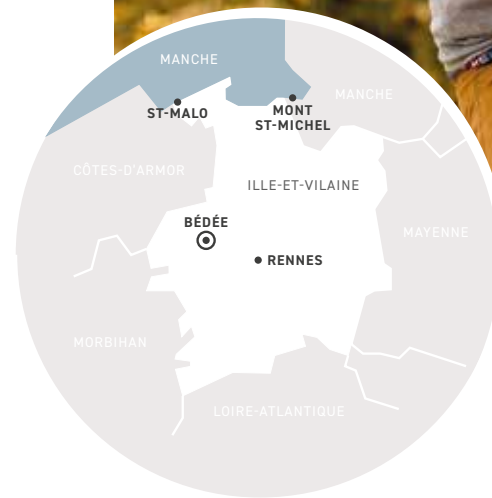 MANCHE
MANCHE
ST-MALO
MONT
ST-MICHEL
CÔTES-D'ARMOR
ILLE-ET-VILAINE
BÉDÉE
MAYENNE
RENNES
MORBIHAN
LOIRE-ATLANTIQUE